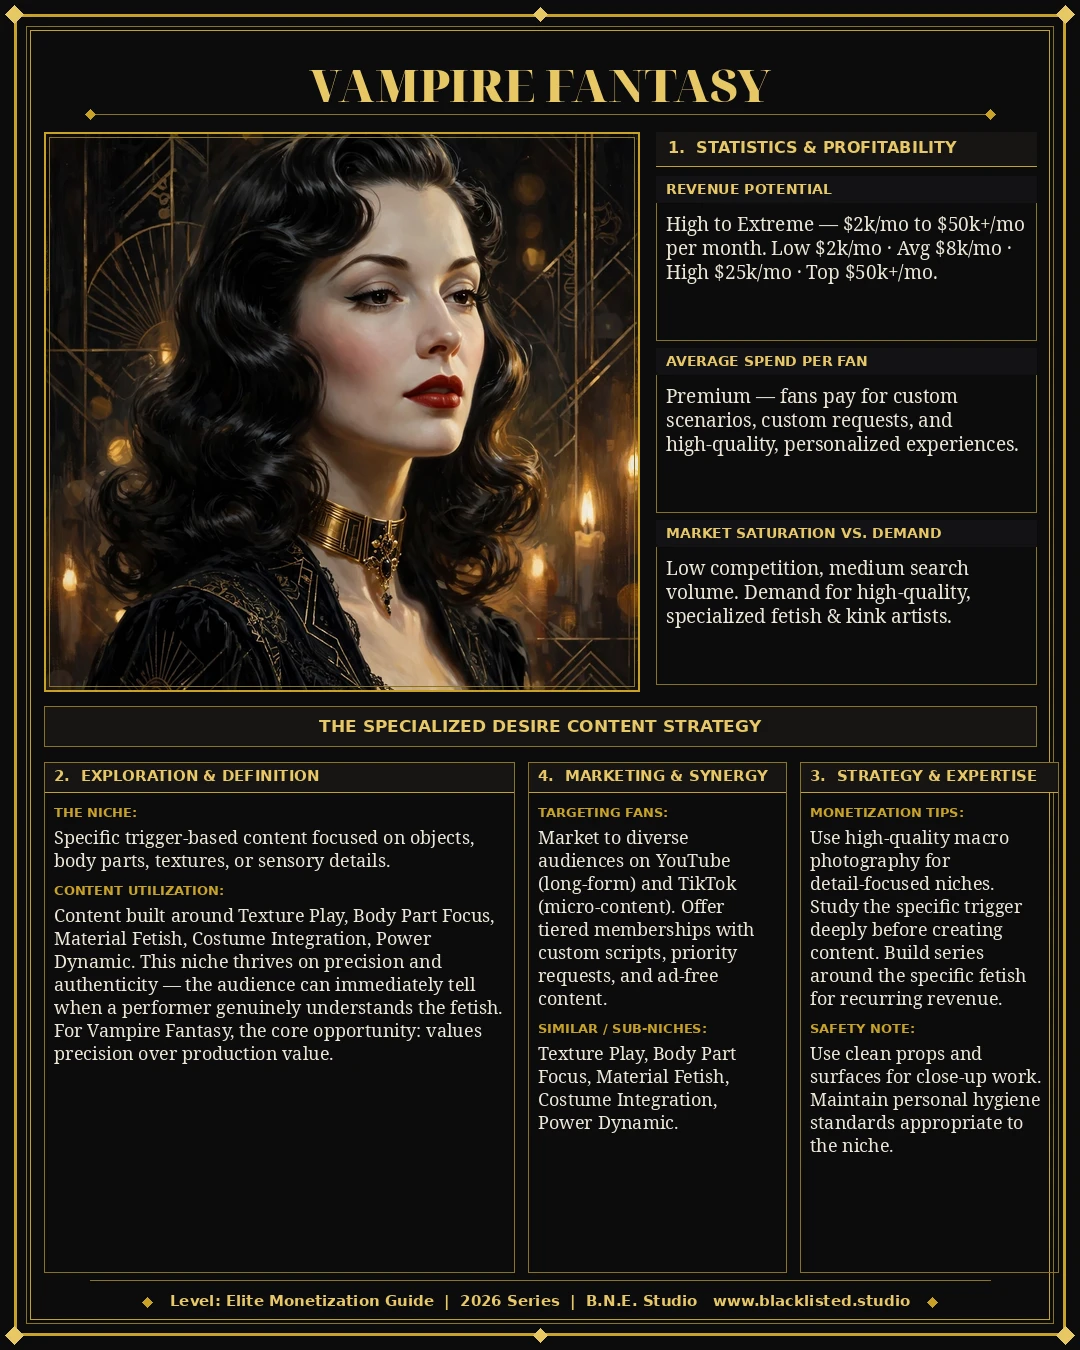 VAMPIRE FANTASY
1. STATISTICS & PROFITABILITY
REVENUE POTENTIAL
High to Extreme — $2k/mo to $50k+/mo
per month. Low $2k/mo · Avg $8k/mo ·
High $25k/mo · Top $50k+/mo.
AVERAGE SPEND PER FAN
Premium — fans pay for custom
scenarios, custom requests, and
high-quality, personalized experiences.
MARKET SATURATION VS. DEMAND
Low competition, medium search
volume. Demand for high-quality,
specialized fetish & kink artists.
THE SPECIALIZED DESIRE CONTENT STRATEGY
2. EXPLORATION & DEFINITION
THE NICHE:
Specific trigger-based content focused on objects,
body parts, textures, or sensory details.
CONTENT UTILIZATION:
Content built around Texture Play, Body Part Focus,
Material Fetish, Costume Integration, Power
Dynamic. This niche thrives on precision and
authenticity — the audience can immediately tell
when a performer genuinely understands the fetish.
For Vampire Fantasy, the core opportunity: values
precision over production value.
4. MARKETING & SYNERGY
TARGETING FANS:
Market to diverse
audiences on YouTube
(long-form) and TikTok
(micro-content). Offer
tiered memberships with
custom scripts, priority
requests, and ad-free
content.
SIMILAR / SUB-NICHES:
Texture Play, Body Part
Focus, Material Fetish,
Costume Integration,
Power Dynamic.
3. STRATEGY & EXPERTISE
MONETIZATION TIPS:
Use high-quality macro
photography for
detail-focused niches.
Study the specific trigger
deeply before creating
content. Build series
around the specific fetish
for recurring revenue.
SAFETY NOTE:
Use clean props and
surfaces for close-up work.
Maintain personal hygiene
standards appropriate to
the niche.
Level: Elite Monetization Guide | 2026 Series | B.N.E. Studio www.blacklisted.studio